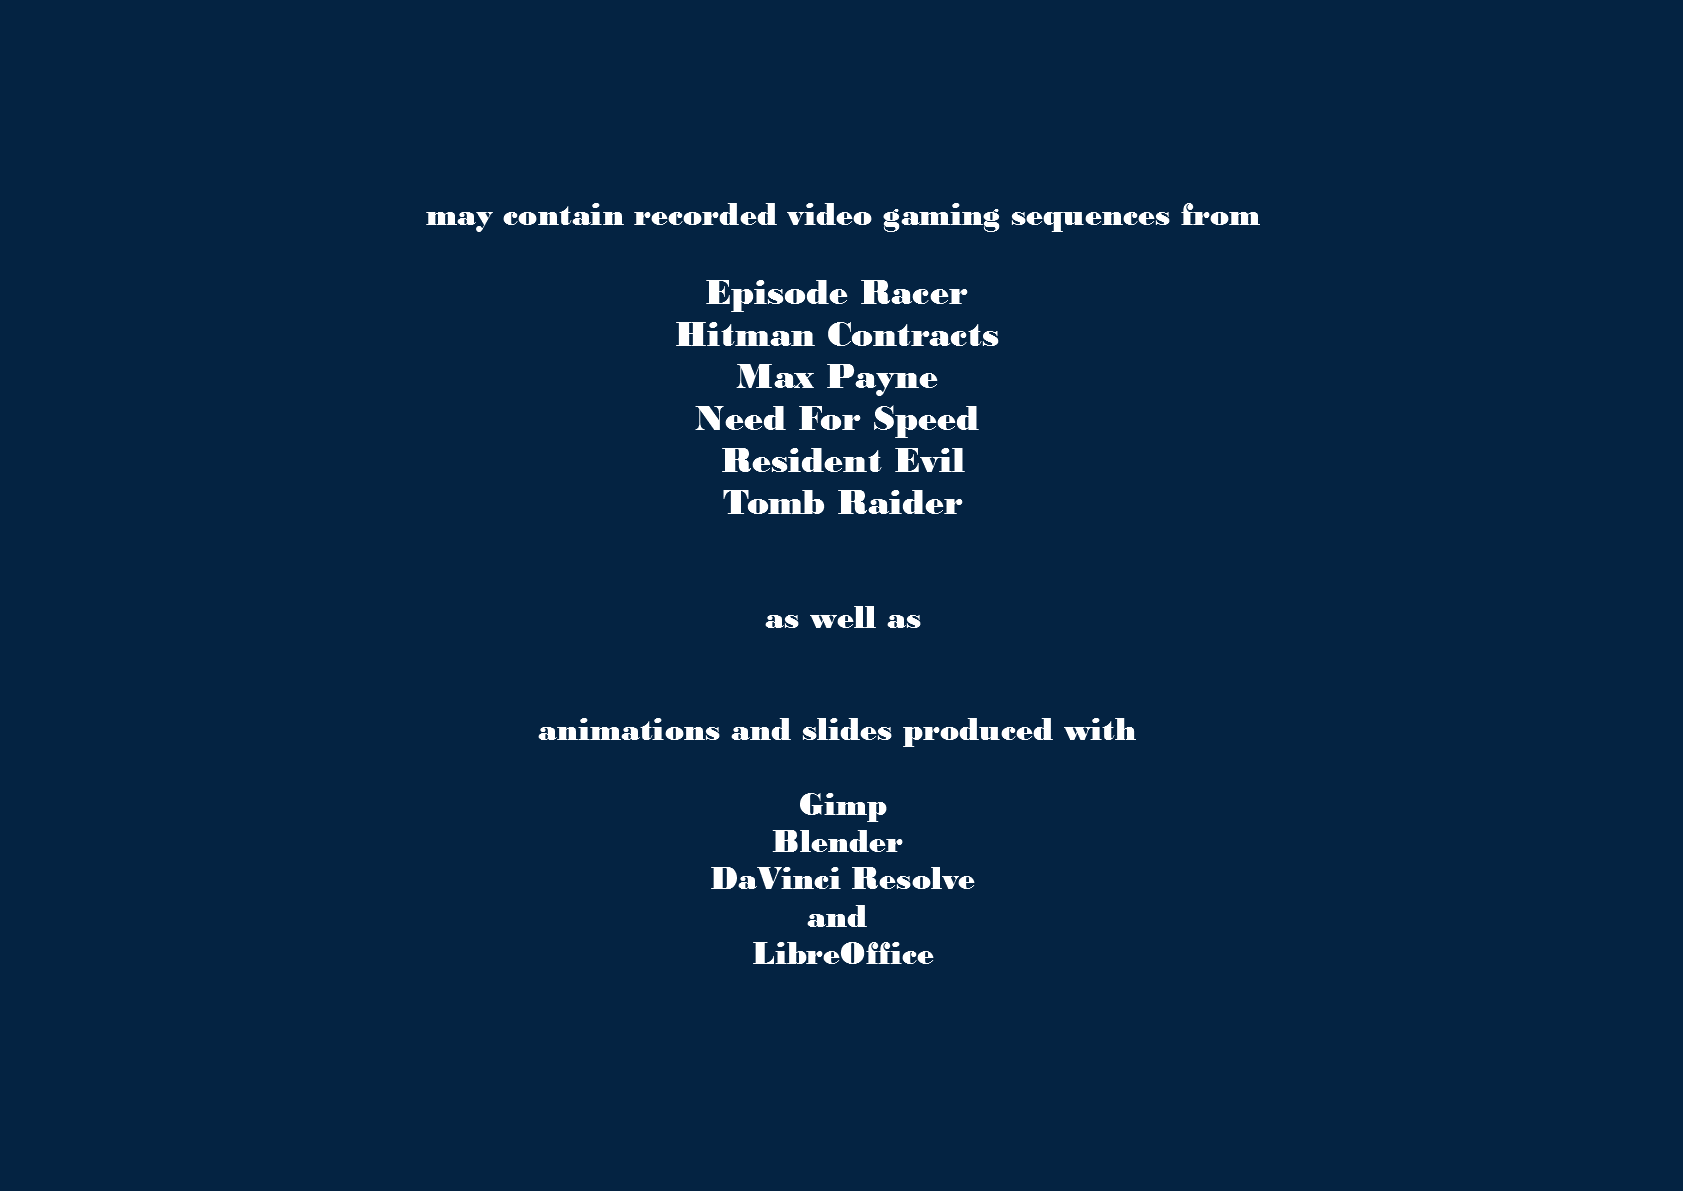 may contain recorded video gaming sequences from
Episode Racer
Hitman Contracts
Max Payne
Need For Speed
Resident Evil
Tomb Raider
as well as
animations and slides produced with
Gimp
Blender
DaVinci Resolve
and
LibreOffice